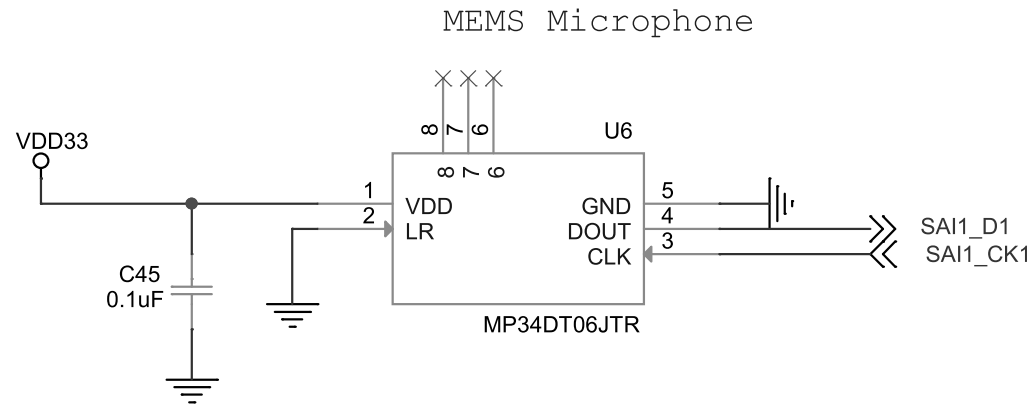 MEMS Microphone
8 7 6
U6
8 7 6
VDD33
1
VDD
2
LR
5
GND
4
DOUT
3
CLK
SAI1_D1
SAI1_CK1
C45
0.1uF
MP34DT06JTR